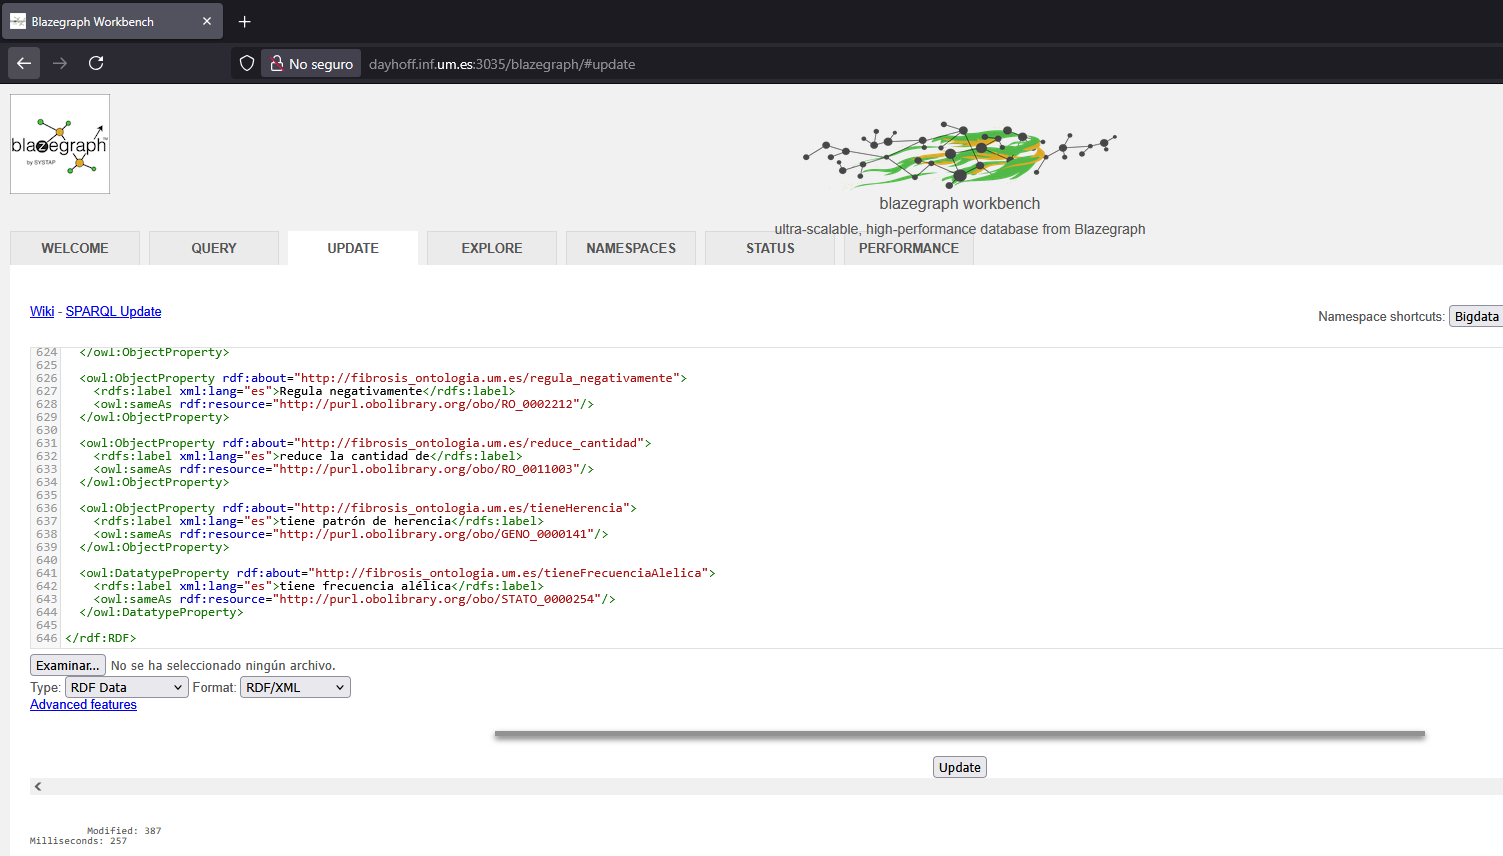 Blazegraph Workbench
No seguro
dayhoff.inf.um.es:3035/blazegraph/#update
blazegraph™
by SYSTAP
blazegraph workbench
ultra-scalable, high-performance database from Blazegraph
WELCOME
QUERY
UPDATE
EXPLORE
NAMESPACES
STATUS
PERFORMANCE
Wiki - SPARQL Update
Namespace shortcuts: Bigdata
624 </owl:ObjectProperty>
625
626 <owl:ObjectProperty rdf:about="http://fibrosis_ontologia.um.es/regula_negativamente">
627 <rdfs:label xml:lang="es">Regula negativamente</rdfs:label>
628 <owl:sameAs rdf:resource="http://purl.obolibrary.org/obo/RO_0002212"/>
629 </owl:ObjectProperty>
630
631 <owl:ObjectProperty rdf:about="http://fibrosis_ontologia.um.es/reduce_cantidad">
632 <rdfs:label xml:lang="es">reduce la cantidad de</rdfs:label>
633 <owl:sameAs rdf:resource="http://purl.obolibrary.org/obo/RO_0011003"/>
634 </owl:ObjectProperty>
635
636 <owl:ObjectProperty rdf:about="http://fibrosis_ontologia.um.es/tieneHerencia">
637 <rdfs:label xml:lang="es">tiene patrón de herencia</rdfs:label>
638 <owl:sameAs rdf:resource="http://purl.obolibrary.org/obo/GENO_0000141"/>
639 </owl:ObjectProperty>
640
641 <owl:DatatypeProperty rdf:about="http://fibrosis_ontologia.um.es/tieneFrecuenciaAlelica">
642 <rdfs:label xml:lang="es">tiene frecuencia alélica</rdfs:label>
643 <owl:sameAs rdf:resource="http://purl.obolibrary.org/obo/STATO_0000254"/>
644 </owl:DatatypeProperty>
645
646 </rdf:RDF>
Examinar... No se ha seleccionado ningún archivo.
Type: RDF Data Format: RDF/XML
Advanced features
Update
Modified: 387
Milliseconds: 257